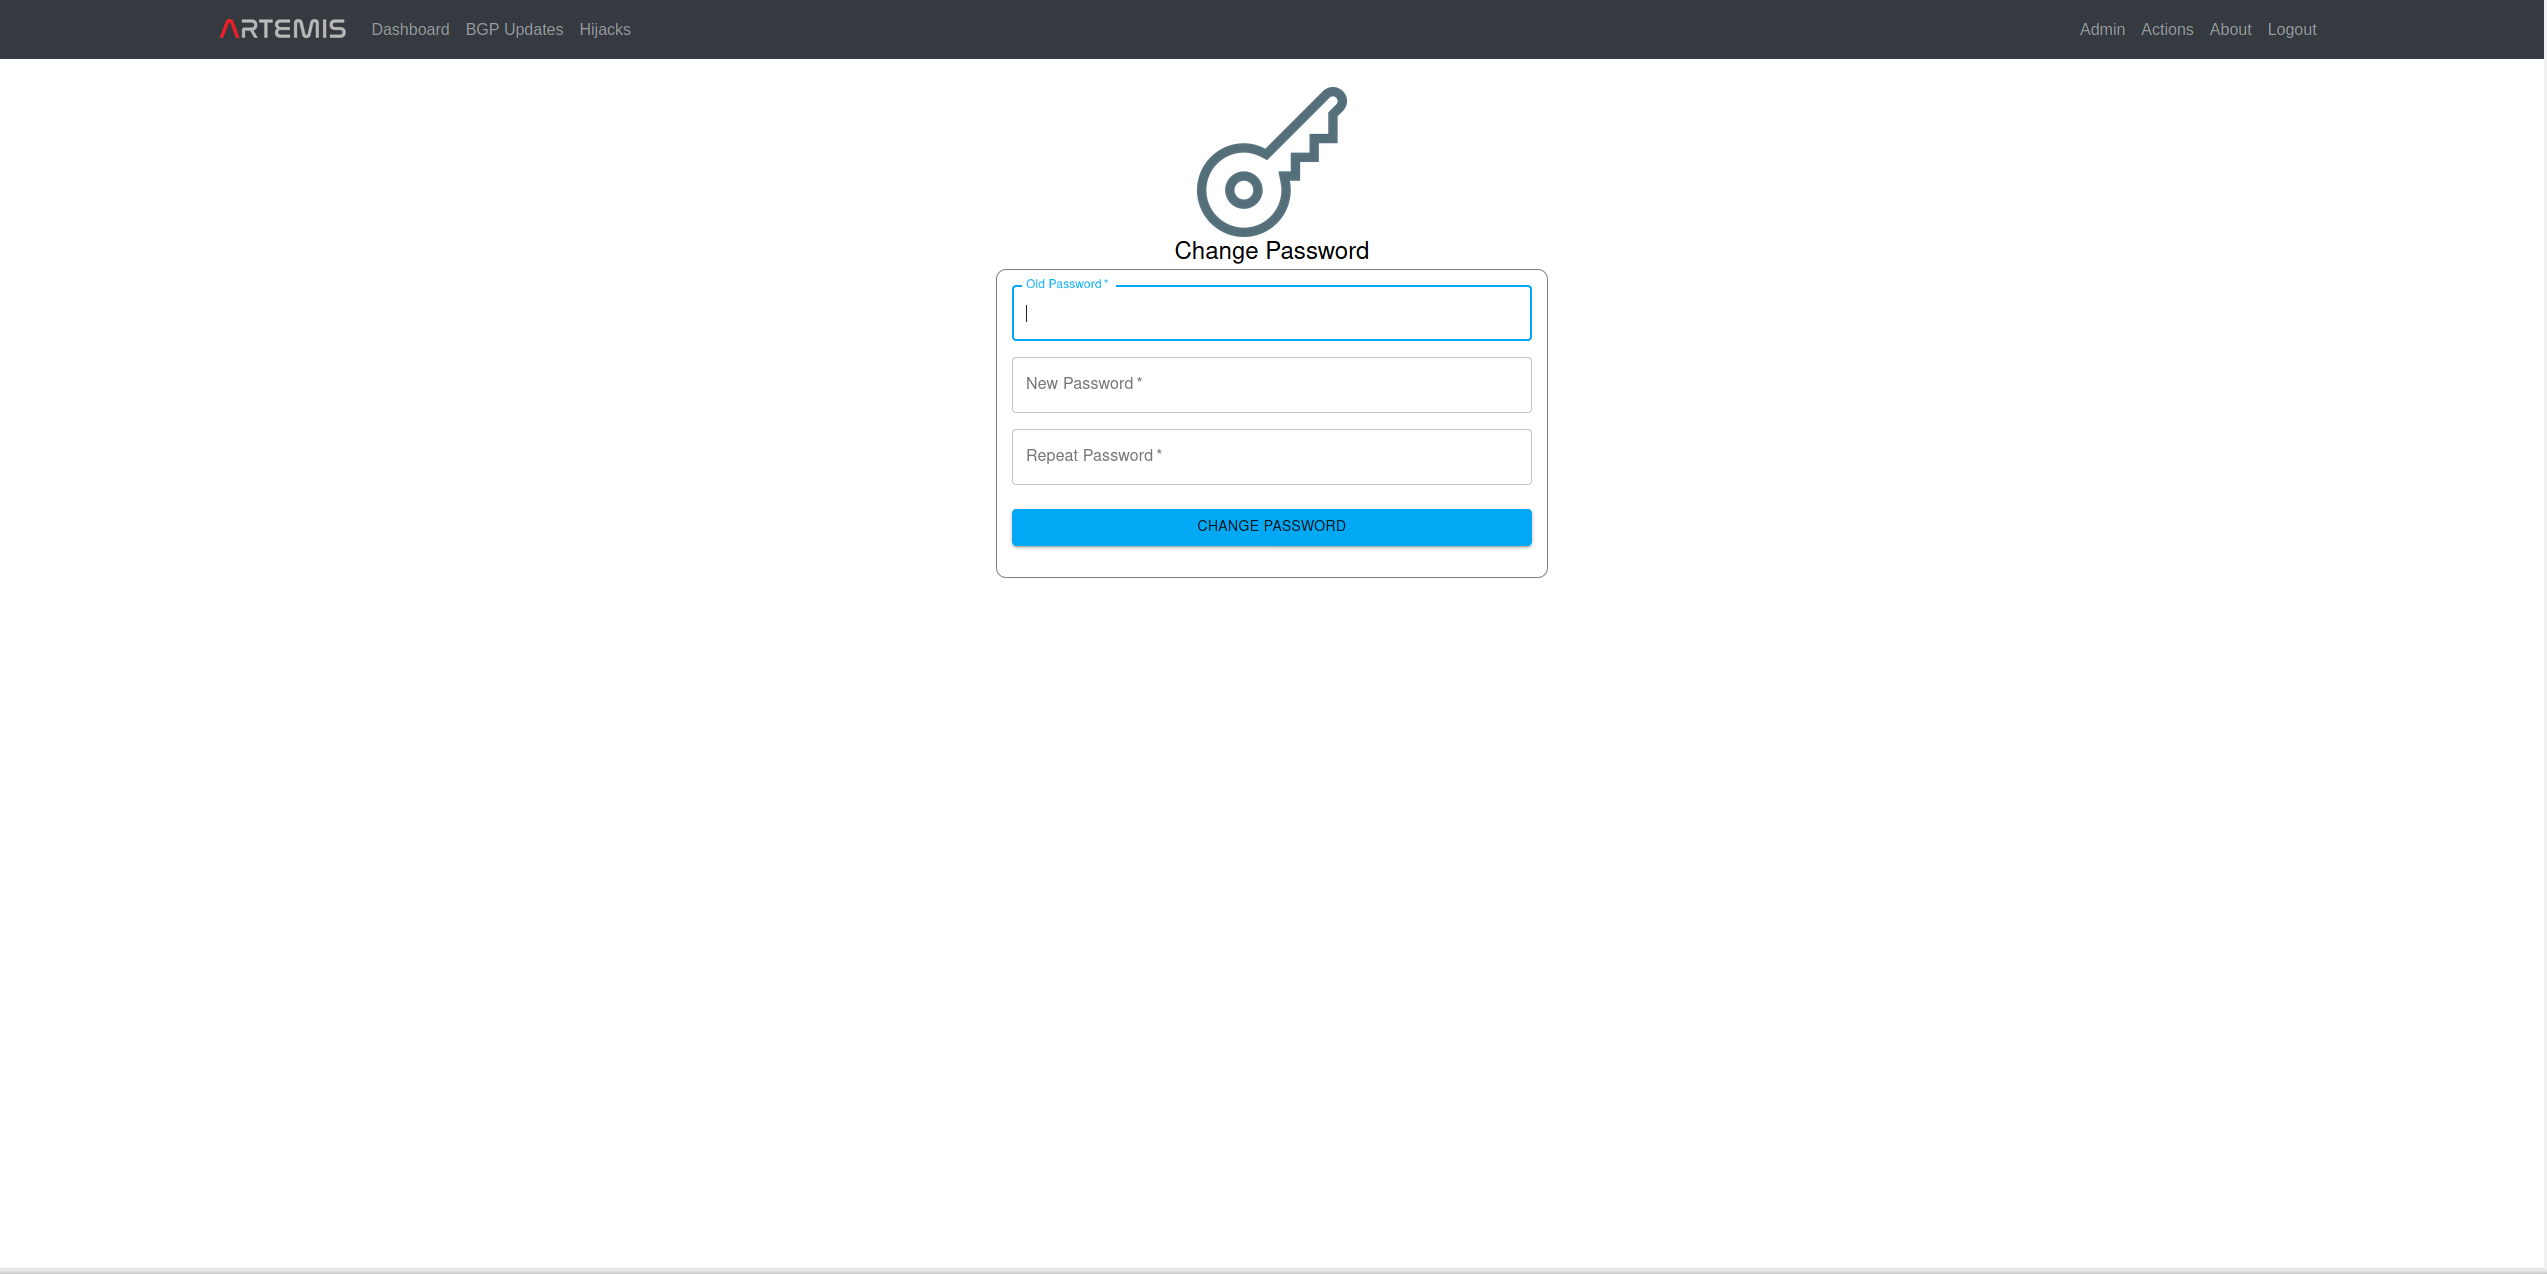 ARTEMIS Dashboard BGP Updates Hijacks Admin Actions About Logout
Change Password
Old Password *
New Password *
Repeat Password *
CHANGE PASSWORD